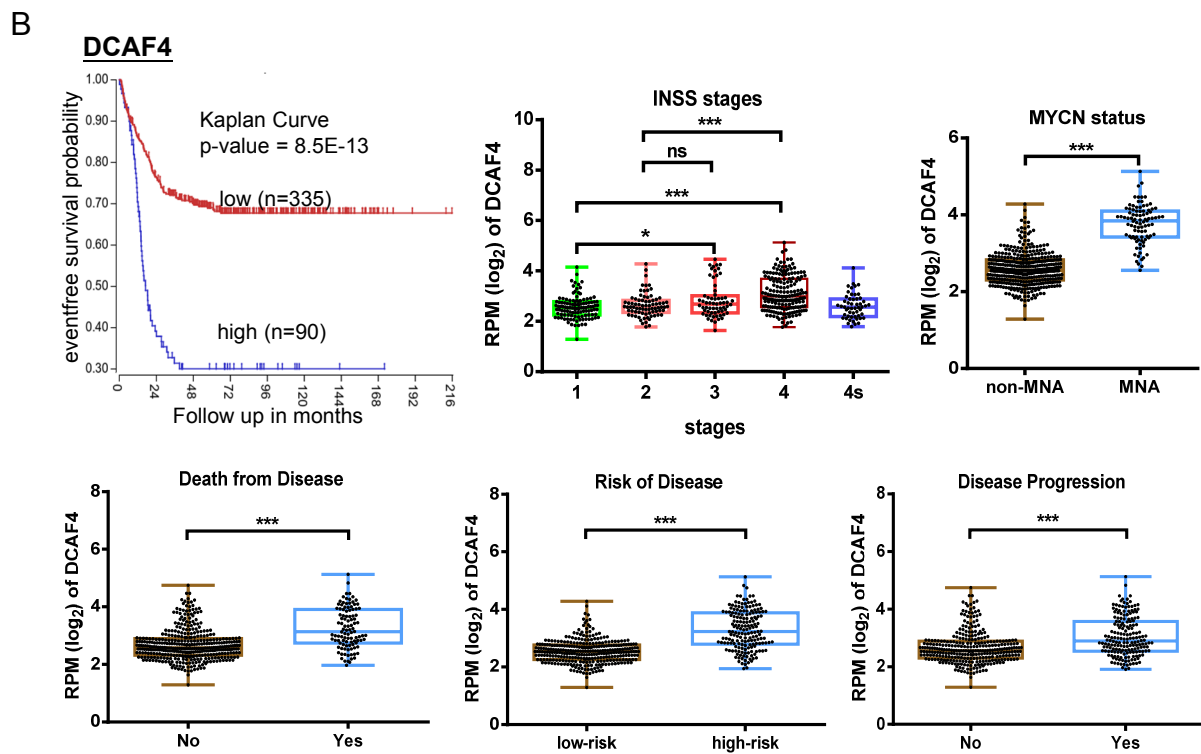 B
DCAF4
eventfree survival probability
1.00
0.90
0.80
0.70
0.60
0.50
0.40
0.30
Kaplan Curve
p-value = 8.5E-13
low (n=335)
high (n=90)
0 24 48 72 96 120 144 168 192 216
Follow up in months
INSS stages
RPM (log2) of DCAF4
10
8
6
4
2
0
***
ns
***
*
1 2 3 4 4s
stages
MYCN status
RPM (log2) of DCAF4
6
4
2
0
***
non-MNA MNA
Death from Disease
RPM (log2) of DCAF4
8
6
4
2
0
***
No Yes
Risk of Disease
RPM (log2) of DCAF4
8
6
4
2
0
***
low-risk high-risk
Disease Progression
RPM (log2) of DCAF4
8
6
4
2
0
***
No Yes